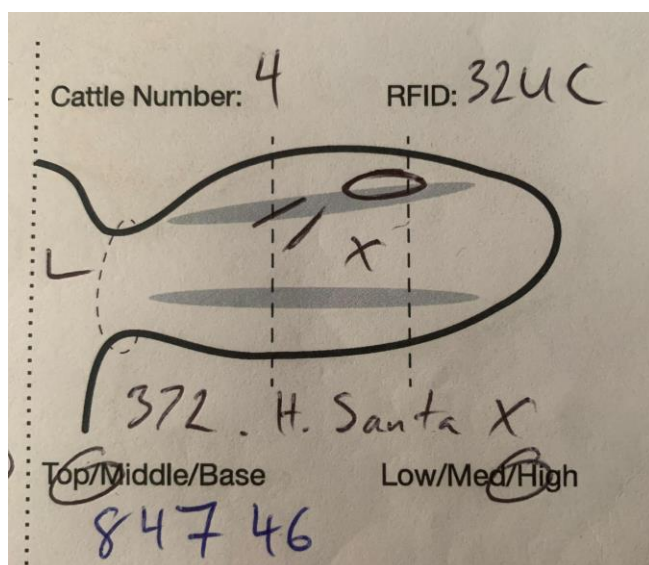 Cattle Number: 4 RFID: 32UC
L
X
372. H. Santa X
Top/Middle/Base Low/Med/High
84746